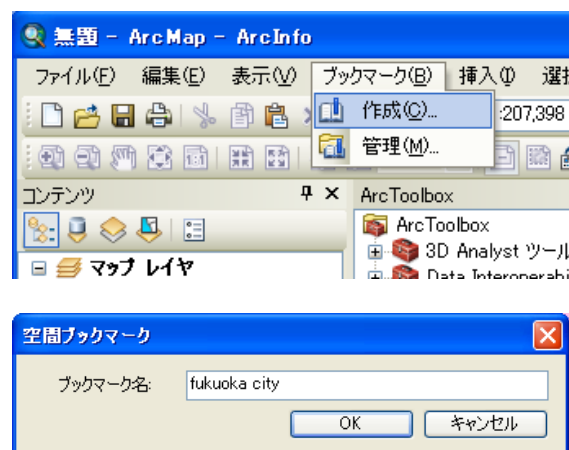 無題 - ArcMap - ArcInfo
ファイル(F) 編集(E) 表示(V) ブックマーク(B) 挿入(I) 選択
作成(C)... :207,398
管理(M)...
コンテンツ ArcToolbox
ArcToolbox
3D Analyst ツール
マップ レイヤ Data Interoperabi
空間ブックマーク
ブックマーク名: fukuoka city
OK キャンセル